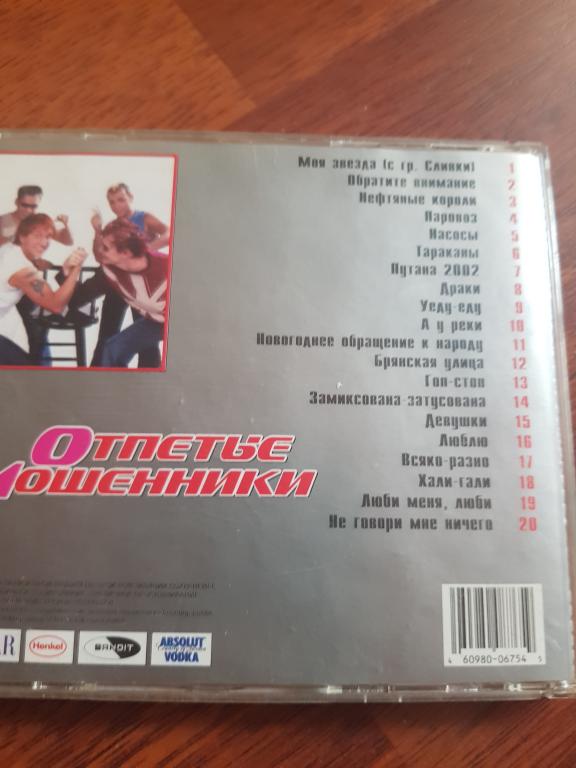 Моя звезда (с гр. Сливки) 1
Обратите внимание 2
Нефтяные короли 3
Паровоз 4
Насосы 5
Тараканы 6
Путана 2002 7
Драки 8
Уеду-еду 9
А у реки 10
Новогоднее обращение к народу 11
Брянская улица 12
Гоп-стоп 13
Замиксована-затусована 14
Девушки 15
Люблю 16
Всяко-разно 17
Хали-гали 18
Люби меня, люби 19
Не говори мне ничего 20
Отпетые
Мошенники
Henkel
BANDIT
ABSOLUT
VODKA
4 60980 06754 5